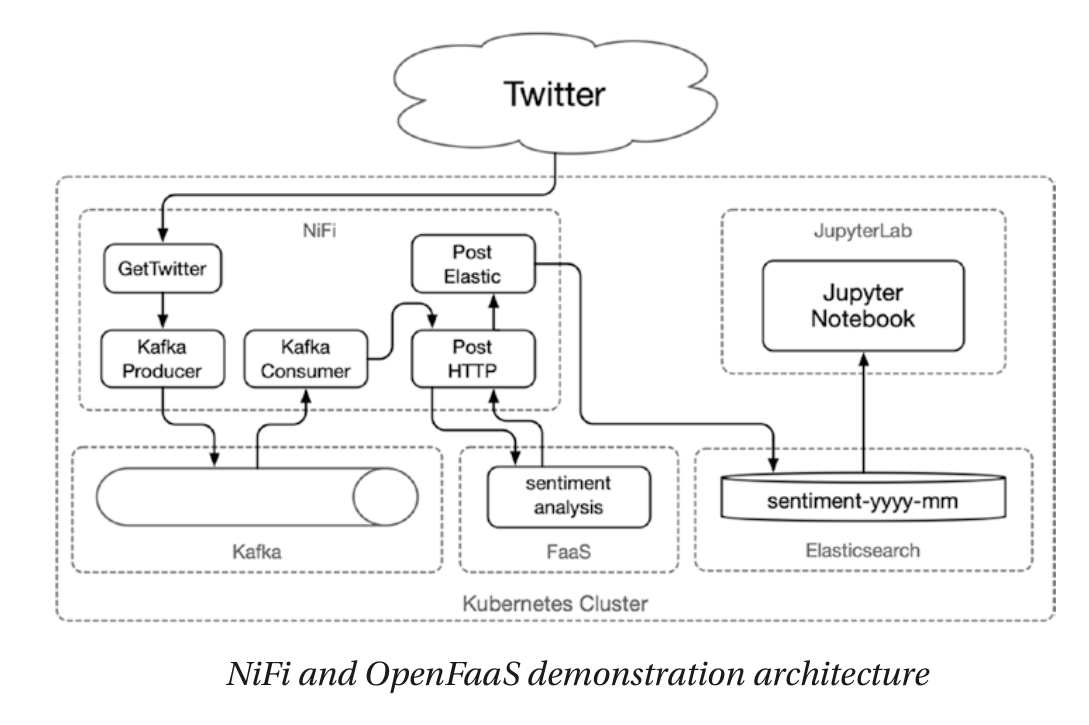 Twitter
NiFi
JupyterLab
GetTwitter
Post
Elastic
Jupyter
Notebook
Kafka
Producer
Kafka
Consumer
Post
HTTP
sentiment
analysis
sentiment-yyyy-mm
Kafka
FaaS
Elasticsearch
Kubernetes Cluster
NiFi and OpenFaaS demonstration architecture